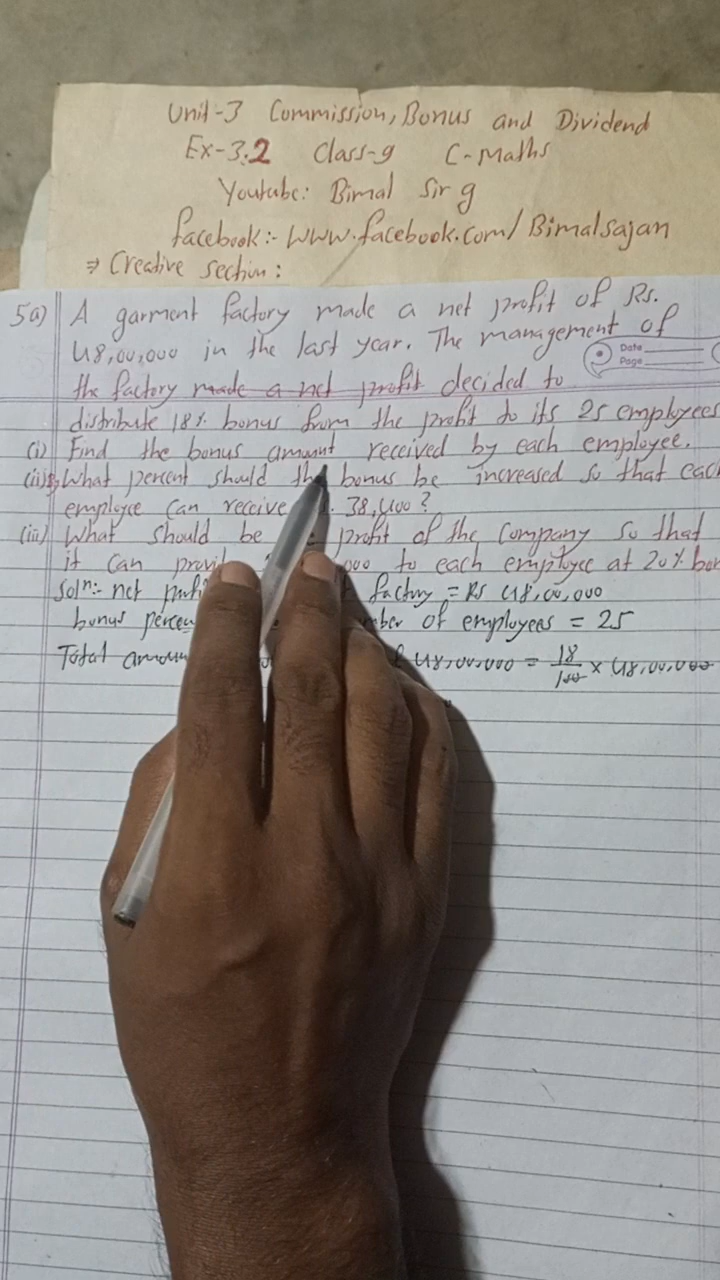 Unit-3 Commission, Bonus and Dividend
Ex-3.2 Class-9 C-Maths
Youtube: Bimal Sir g
facebook:- www.facebook.com/Bimalsajan
⇒ Creative section:
5a) A garment factory made a net profit of Rs.
48,00,000 in the last year. The management of
Date
Page
the factory made a net profit decided to
distribute 18% bonus from the profit to its 25 employees
(i) Find the bonus amount received by each employee.
(ii) What percent should the bonus be increased so that each
employee can receive 38,400?
(iii) What should be profit of the company so that
it can 000 to each employee at 20%
Soln:- net factory = Rs 48,00,000
bonus of employees = 25
Total 48,00,000 = 18/100 × 48,00,000